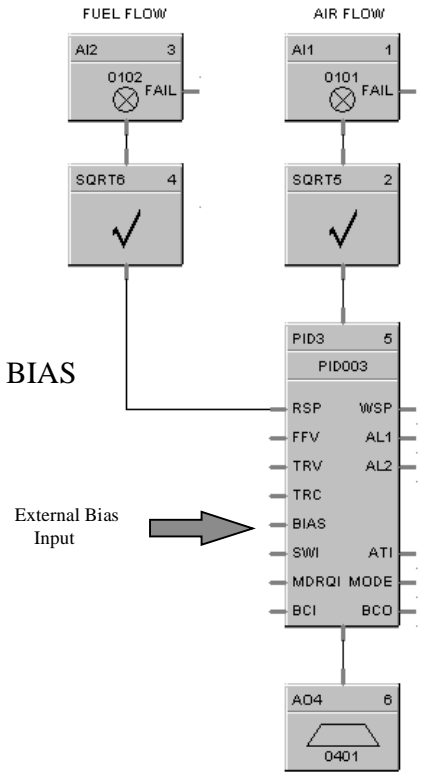 FUEL FLOW AIR FLOW
AI2 3 AI1 1
0102 0101
FAIL FAIL
SQRT6 4 SQRT5 2
PID3 5
PID003
BIAS
RSP WSP
FFV AL1
TRV AL2
TRC
External Bias
Input
BIAS
SWI ATI
MDRQI MODE
BCI BCO
AO4 6
0401